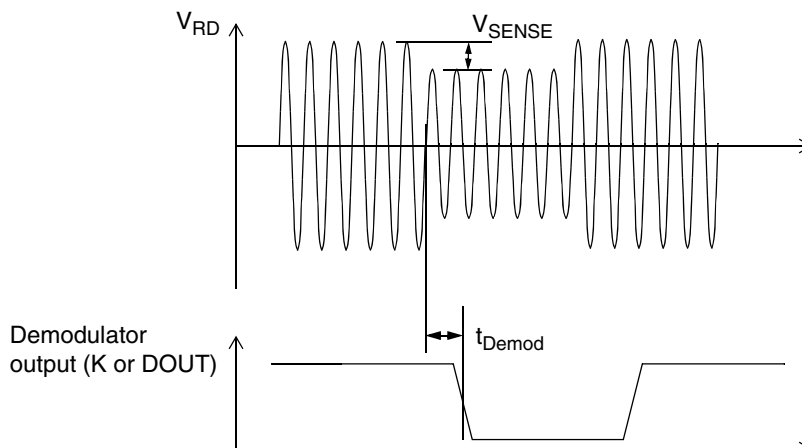 V_RD
V_SENSE
Demodulator
output (K or DOUT)
t_Demod